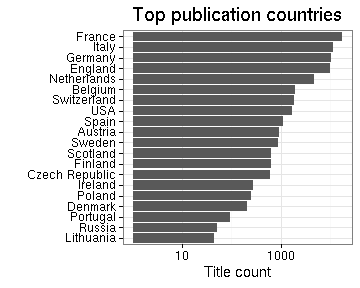 Top publication countries
France
Italy
Germany
England
Netherlands
Belgium
Switzerland
USA
Spain
Austria
Sweden
Scotland
Finland
Czech Republic
Ireland
Poland
Denmark
Portugal
Russia
Lithuania
10 1000
Title count